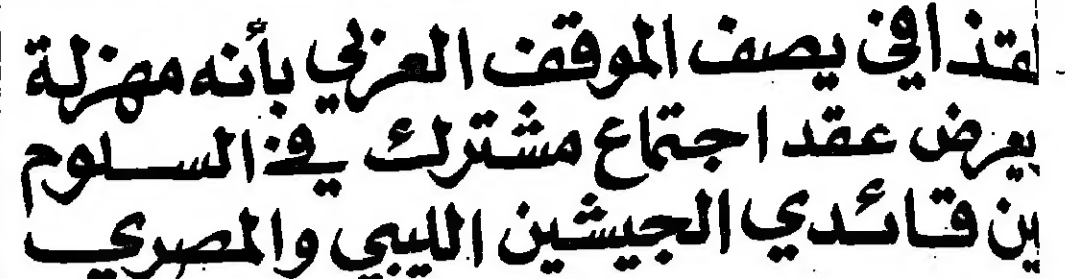 لقذافي يصف الموقف العربي بأنه مهزلة
يعرض عقد اجتماع مشترك في السلوم
ين قائدي الجيشين الليبي والمصري